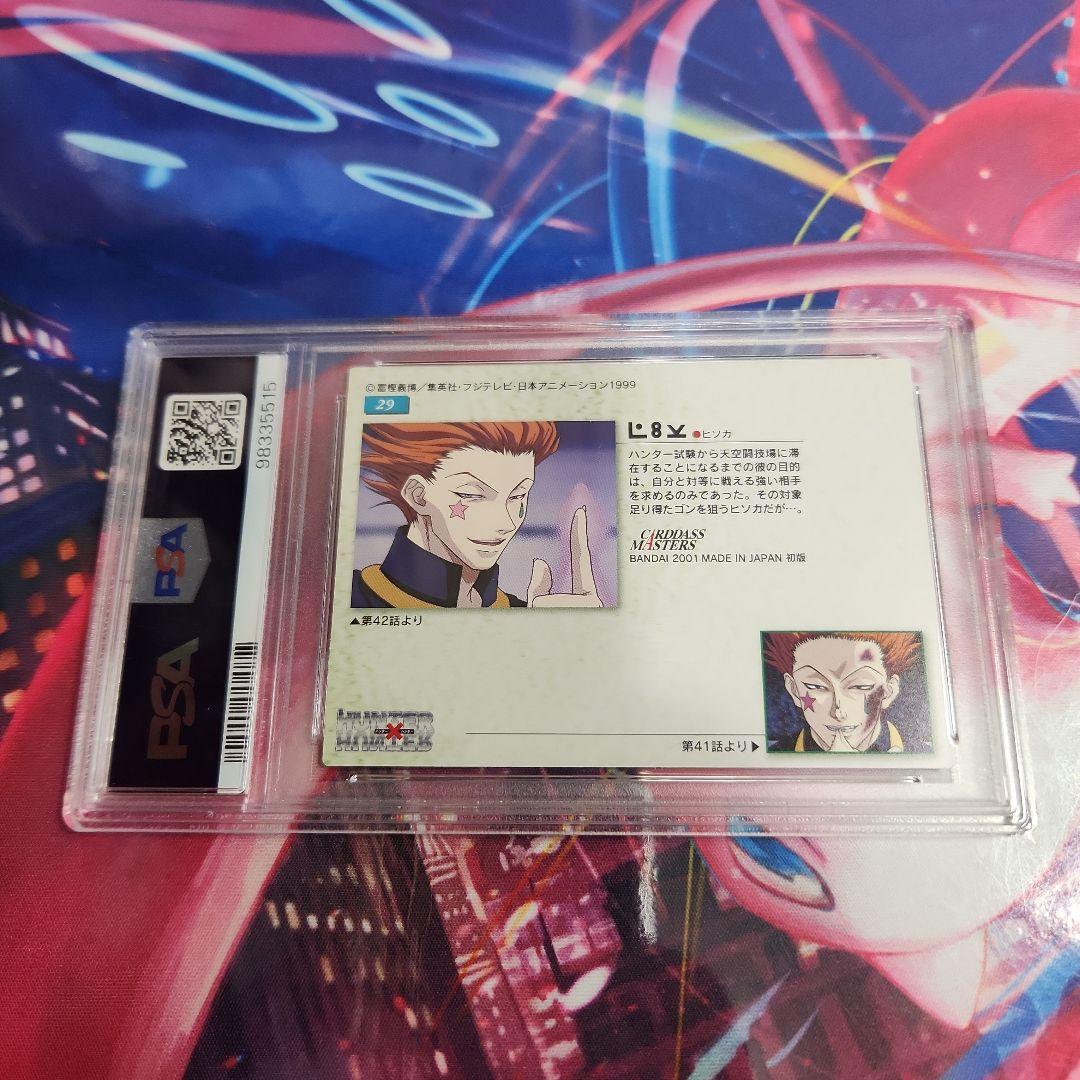 98335515
PSA
PSA
©冨樫義博／集英社・フジテレビ・日本アニメーション1999
29
●ヒソカ
ハンター試験から天空闘技場に滞
在することになるまでの彼の目的
は、自分と対等に戦える強い相手
を求めるのみであった。その対象
足り得たゴンを狙うヒソカだが…。
CARDDASS
MASTERS
BANDAI 2001 MADE IN JAPAN 初版
▲第42話より
HUNTER
×
HUNTER
第41話より▶